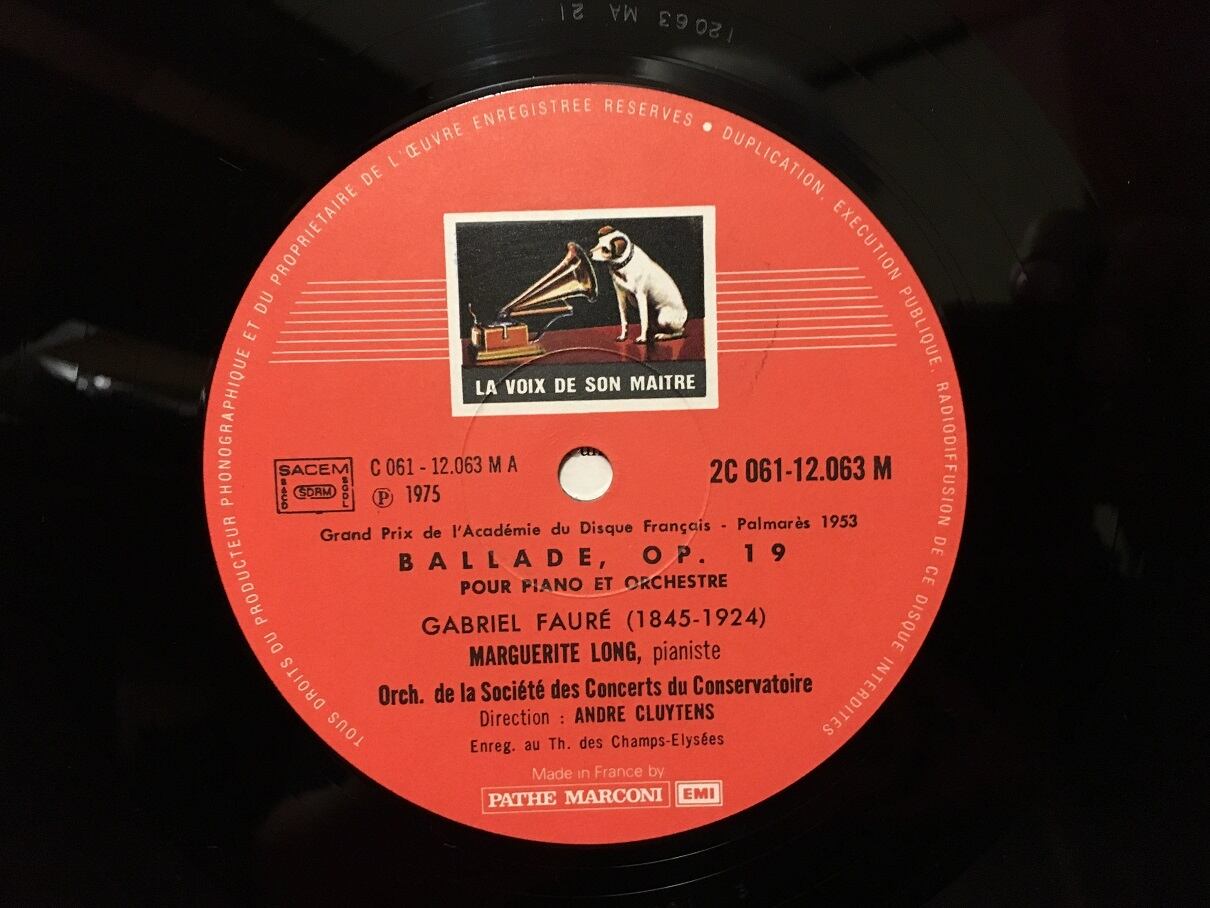 12063 MA 21
TOUS DROITS DU PRODUCTEUR PHONOGRAPHIQUE ET DU PROPRIETAIRE DE L'ŒUVRE ENREGISTREE RESERVES • DUPLICATION, EXECUTION PUBLIQUE, RADIODIFFUSION DE CE DISQUE INTERDITES
LA VOIX DE SON MAITRE
SACEM
SACD
SDRM
SGDL
C 061 - 12.063 M A
Ⓟ 1975
2C 061-12.063 M
Grand Prix de l'Académie du Disque Français - Palmarès 1953
BALLADE, OP. 19
POUR PIANO ET ORCHESTRE
GABRIEL FAURÉ (1845-1924)
MARGUERITE LONG, pianiste
Orch. de la Société des Concerts du Conservatoire
Direction : ANDRE CLUYTENS
Enreg. au Th. des Champs-Elysées
Made in France by
PATHE MARCONI EMI